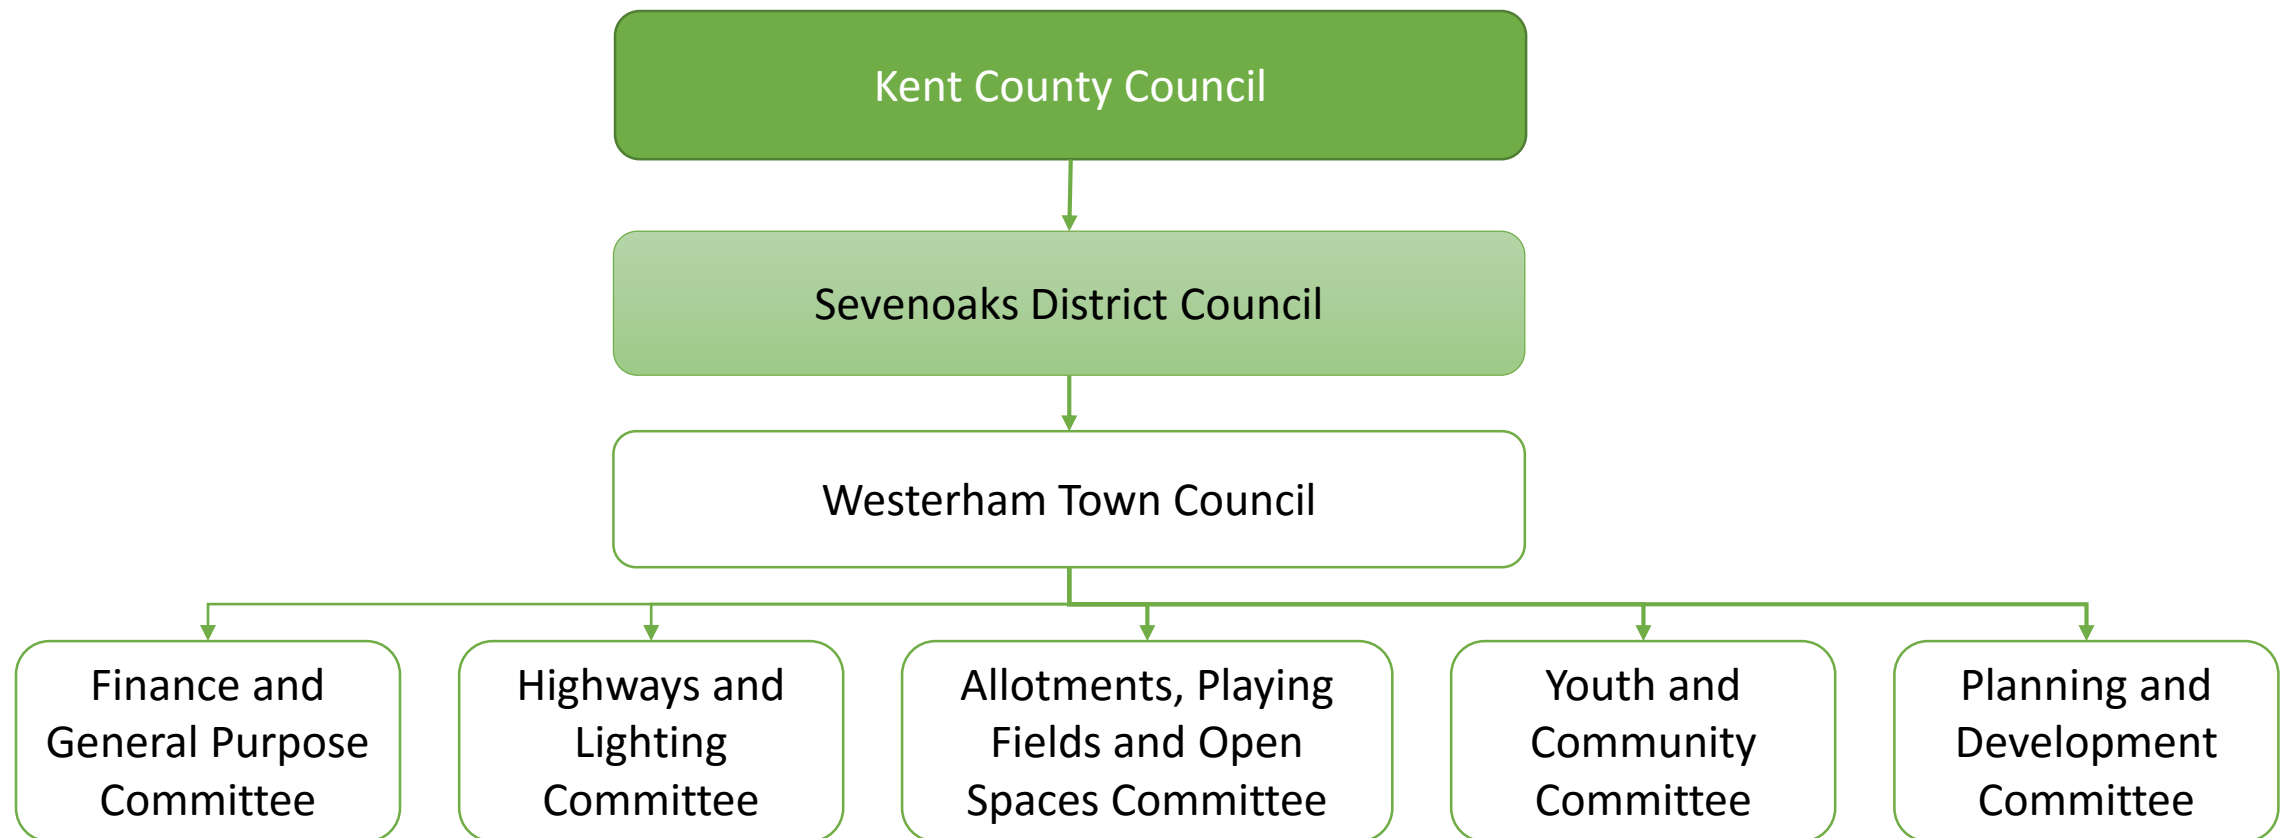 Kent County Council
Sevenoaks District Council
Westerham Town Council
Finance and
General Purpose
Committee
Highways and
Lighting
Committee
Allotments, Playing
Fields and Open
Spaces Committee
Youth and
Community
Committee
Planning and
Development
Committee